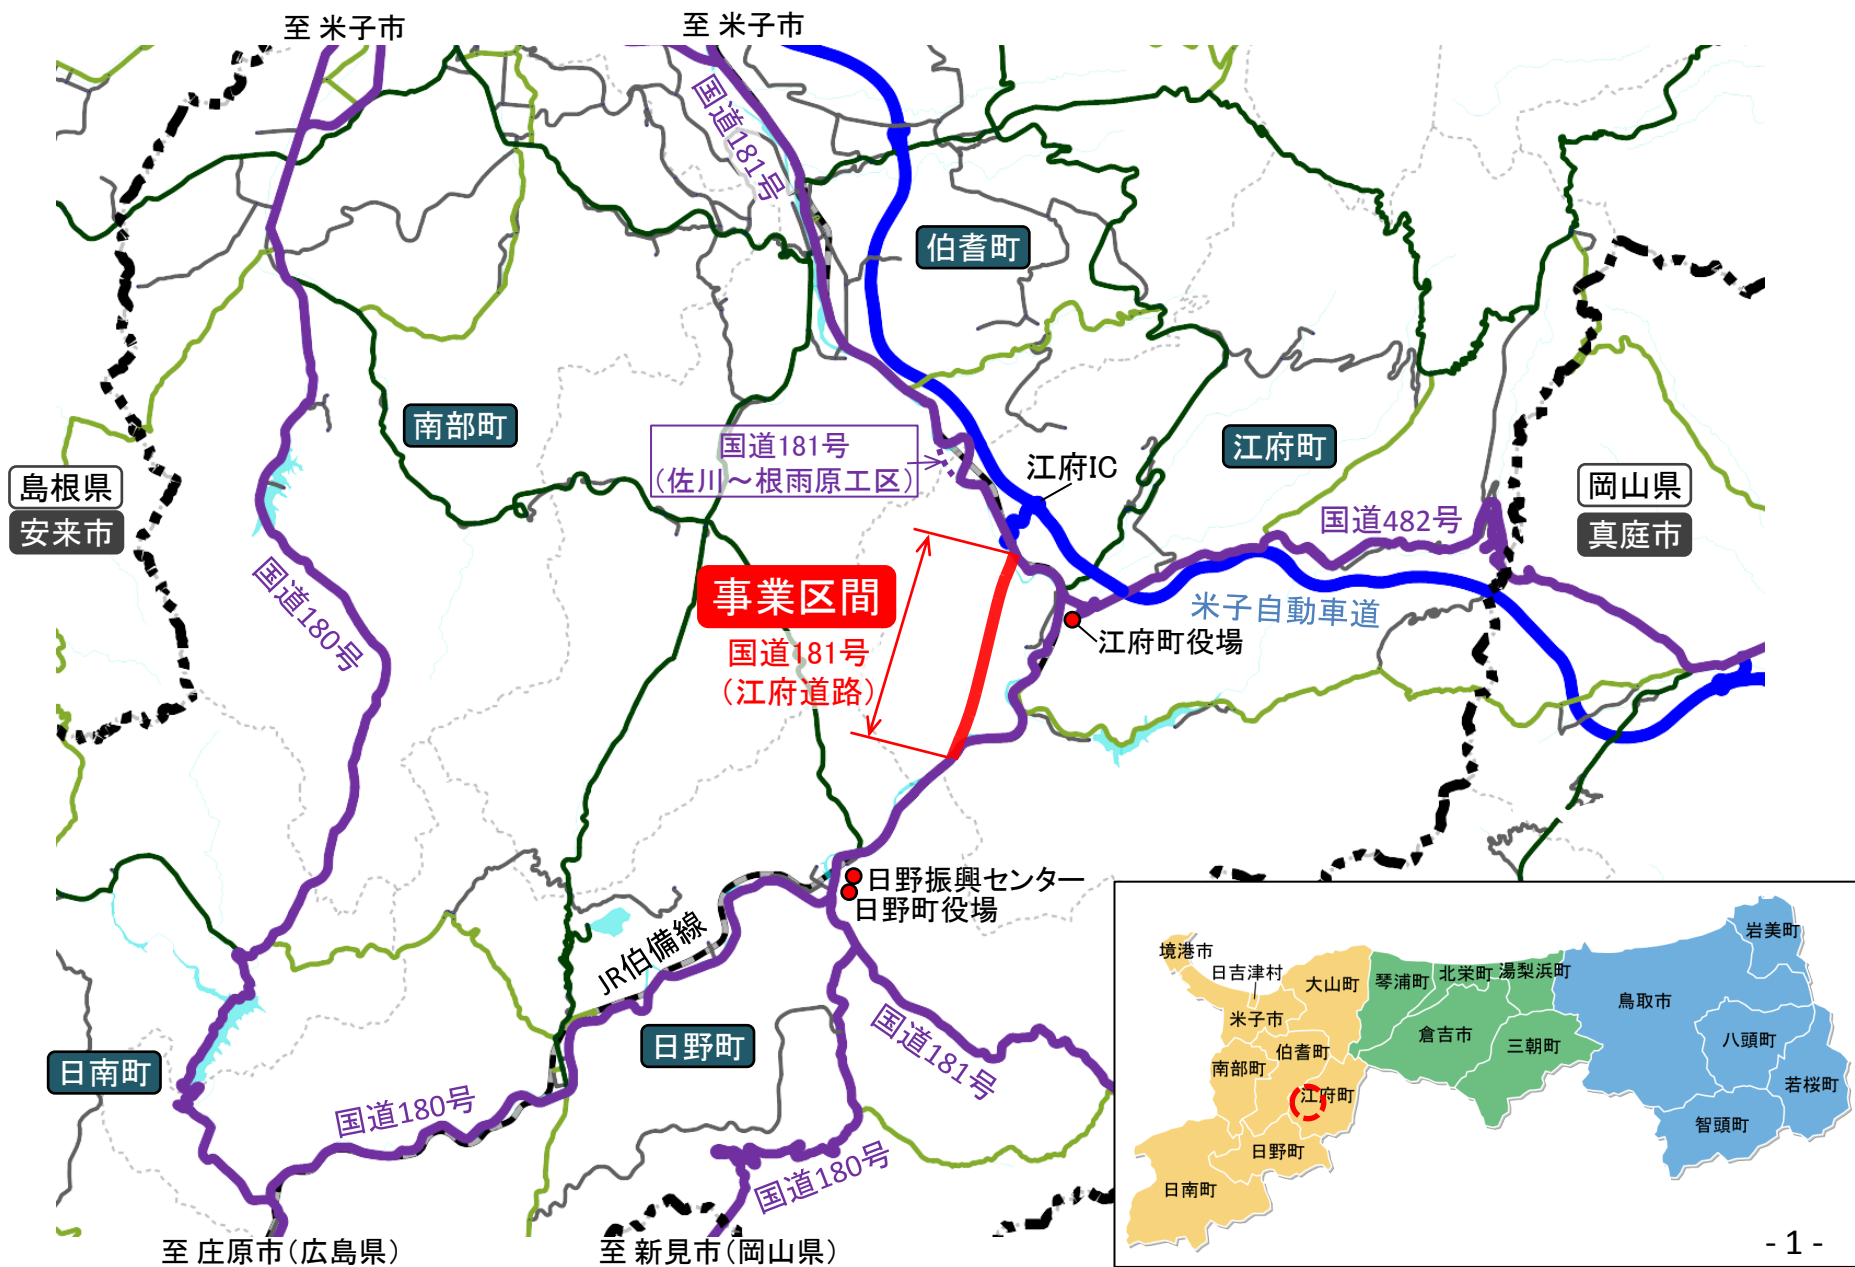 至 米子市
至 米子市
国道181号
伯耆町
南部町
国道181号
(佐川～根雨原工区)
江府IC
江府町
島根県
安来市
岡山県
真庭市
国道482号
国道180号
事業区間
国道181号
（江府道路）
米子自動車道
江府町役場
日野振興センター
日野町役場
JR伯備線
日野町
国道181号
日南町
国道180号
国道180号
至 庄原市（広島県）
至 新見市（岡山県）
境港市
日吉津村
大山町
琴浦町
北栄町
湯梨浜町
岩美町
鳥取市
米子市
倉吉市
三朝町
八頭町
伯耆町
南部町
江府町
若桜町
智頭町
日野町
日南町
- 1 -